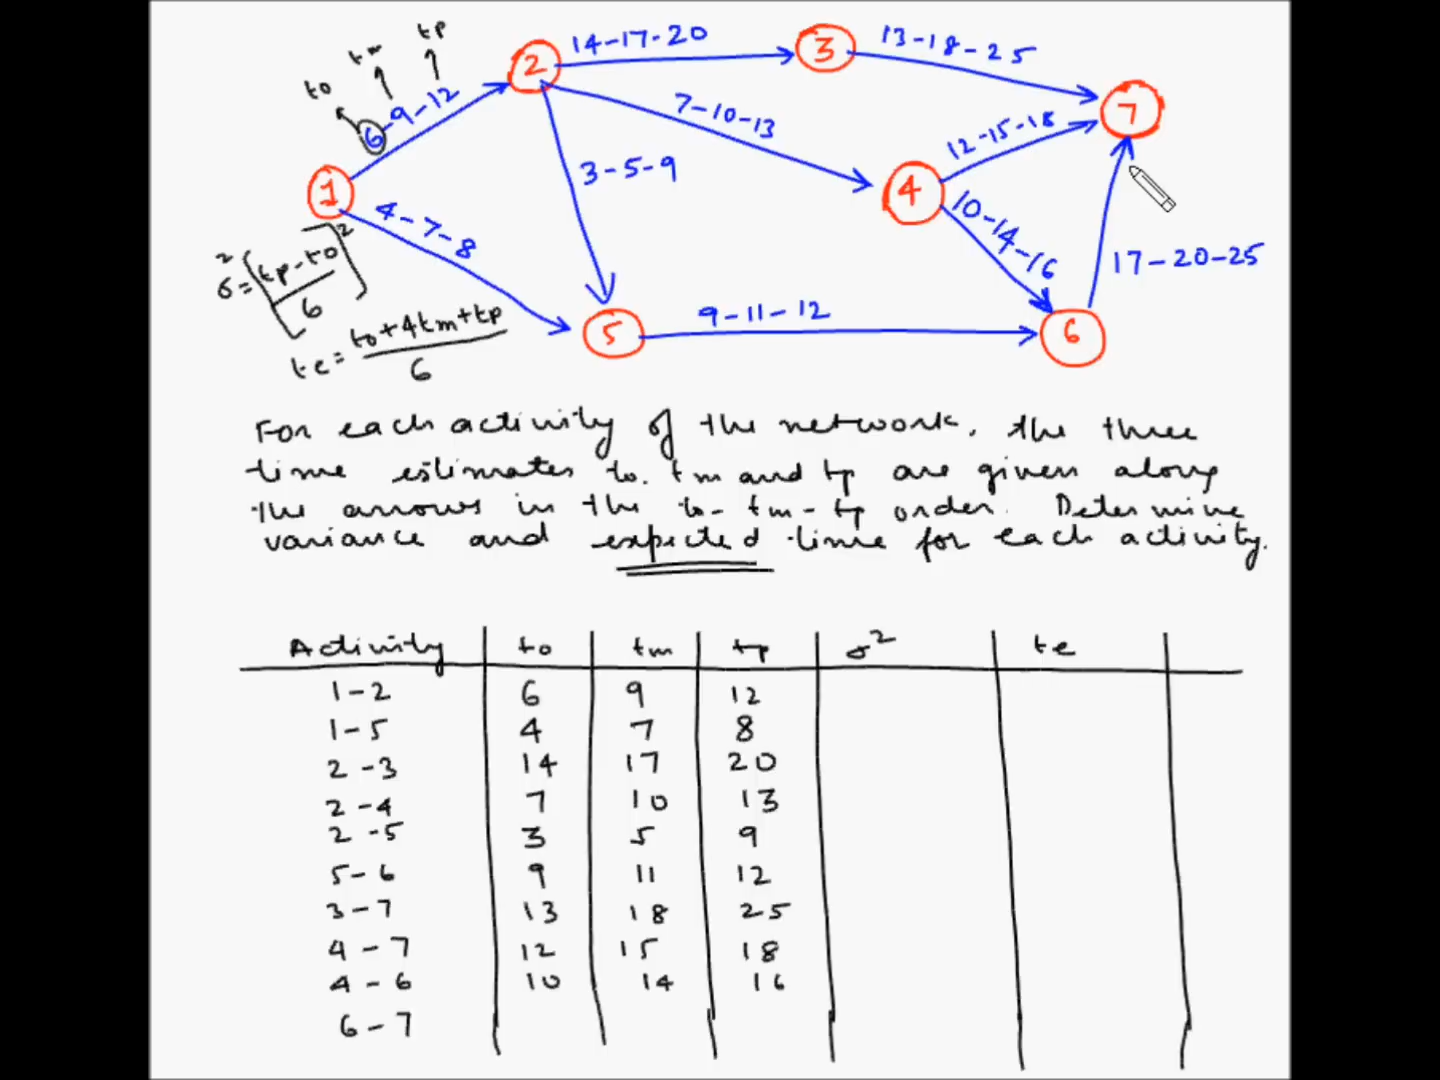 to
tm
tp
6-9-12
14-17-20
13-18-25
7-10-13
3-5-9
12-15-18
10-14-16
4-7-8
17-20-25
9-11-12
1
2
3
4
5
6
7
σ² = [(tp-to)/6]²
te = (to+4tm+tp)/6
For each activity of the network, the three
time estimates to, tm and tp are given along
the arrows in the to-tm-tp order. Determine
variance and expected time for each activity.
Activity to tm tp σ² te
1-2 6 9 12
1-5 4 7 8
2-3 14 17 20
2-4 7 10 13
2-5 3 5 9
5-6 9 11 12
3-7 13 18 25
4-7 12 15 18
4-6 10 14 16
6-7